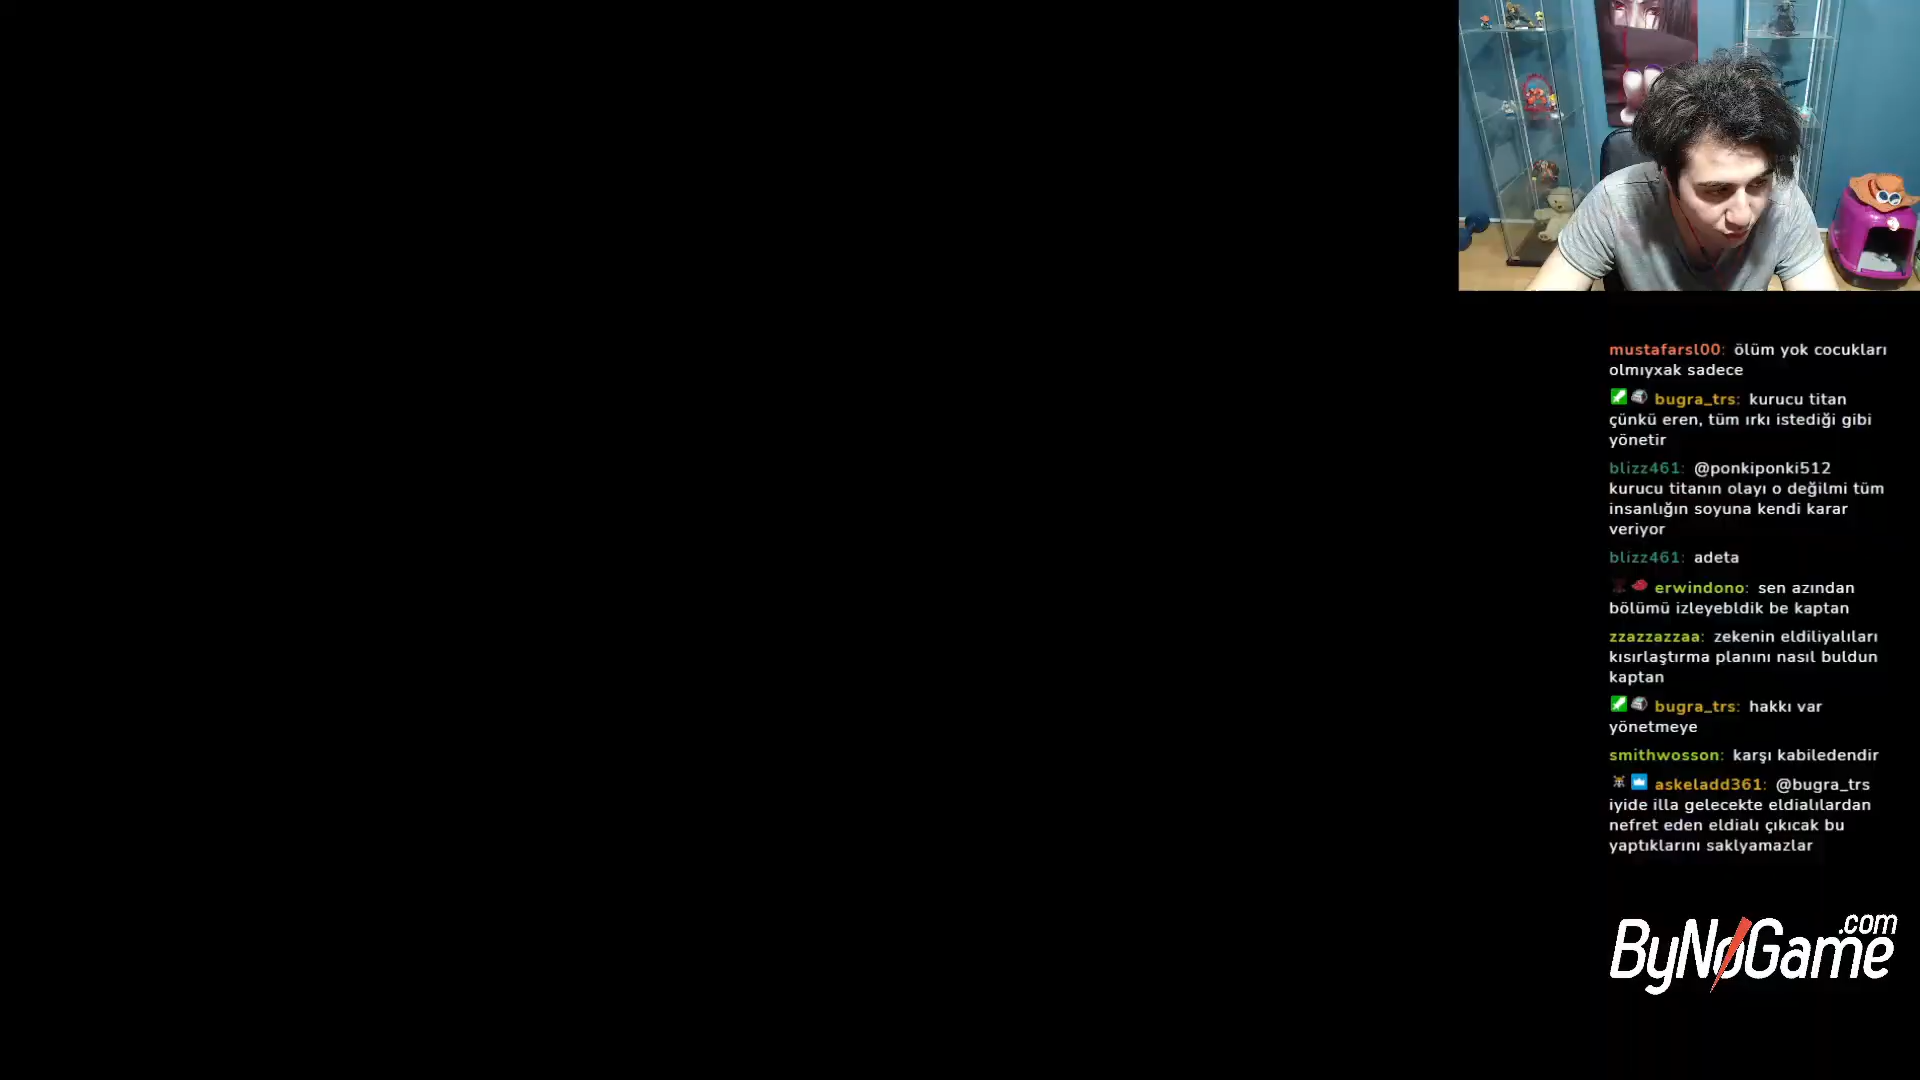 mustafarsl00: ölüm yok cocukları
olmıyxak sadece
bugra_trs: kurucu titan
çünkü eren, tüm ırkı istediği gibi
yönetir
blizz461: @ponkiponki512
kurucu titanın olayı o değilmi tüm
insanlığın soyuna kendi karar
veriyor
blizz461: adeta
erwindono: sen azından
bölümü izleyebldik be kaptan
zzazzazzaa: zekenin eldiliyalıları
kısırlaştırma planını nasıl buldun
kaptan
bugra_trs: hakkı var
yönetmeye
smithwosson: karşı kabiledendir
askeladd361: @bugra_trs
iyide illa gelecekte eldialılardan
nefret eden eldialı çıkıcak bu
yaptıklarını saklyamazlar
ByNoGame.com